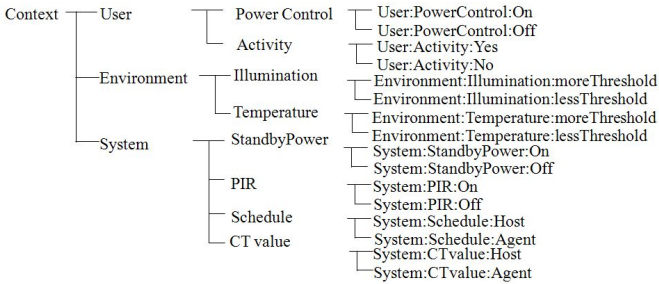 Context User Power Control User:PowerControl:On
User:PowerControl:Off
Activity User:Activity:Yes
User:Activity:No
Environment Illumination Environment:Illumination:moreThreshold
Environment:Illumination:lessThreshold
Temperature Environment:Temperature:moreThreshold
Environment:Temperature:lessThreshold
System StandbyPower System:StandbyPower:On
System:StandbyPower:Off
PIR System:PIR:On
System:PIR:Off
Schedule System:Schedule:Host
System:Schedule:Agent
CT value System:CTvalue:Host
System:CTvalue:Agent